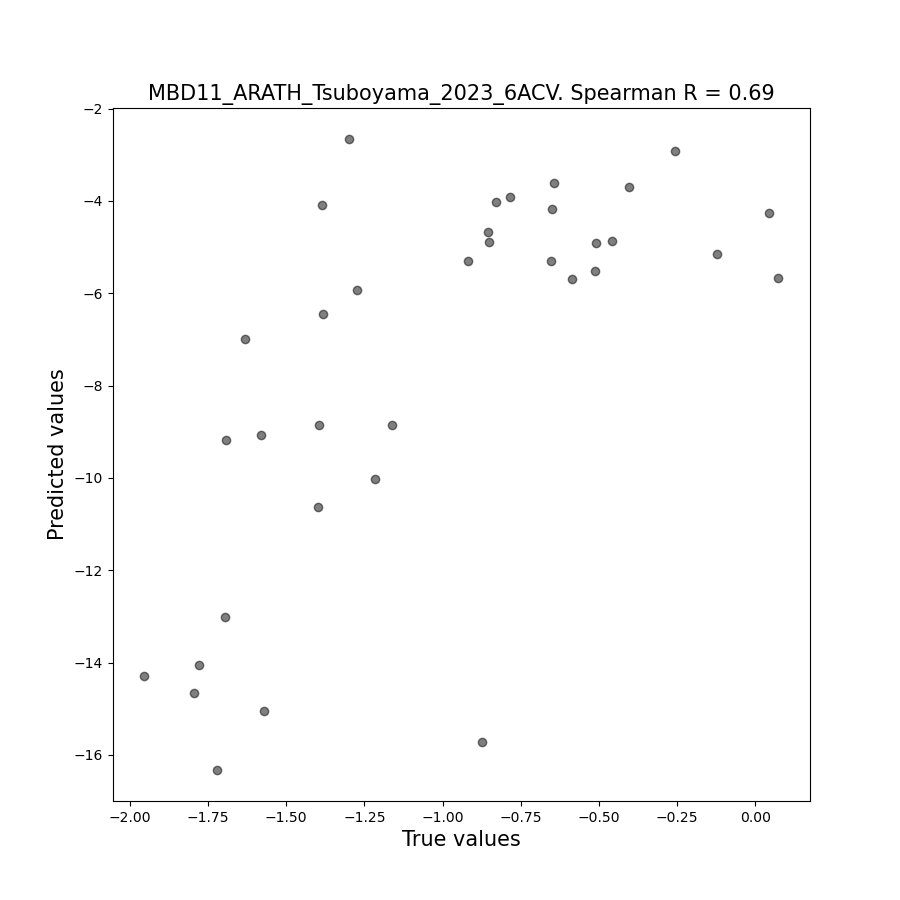 MBD11_ARATH_Tsuboyama_2023_6ACV. Spearman R = 0.69
−2
−4
−6
−8
−10
−12
−14
−16
Predicted values
−2.00 −1.75 −1.50 −1.25 −1.00 −0.75 −0.50 −0.25 0.00
True values